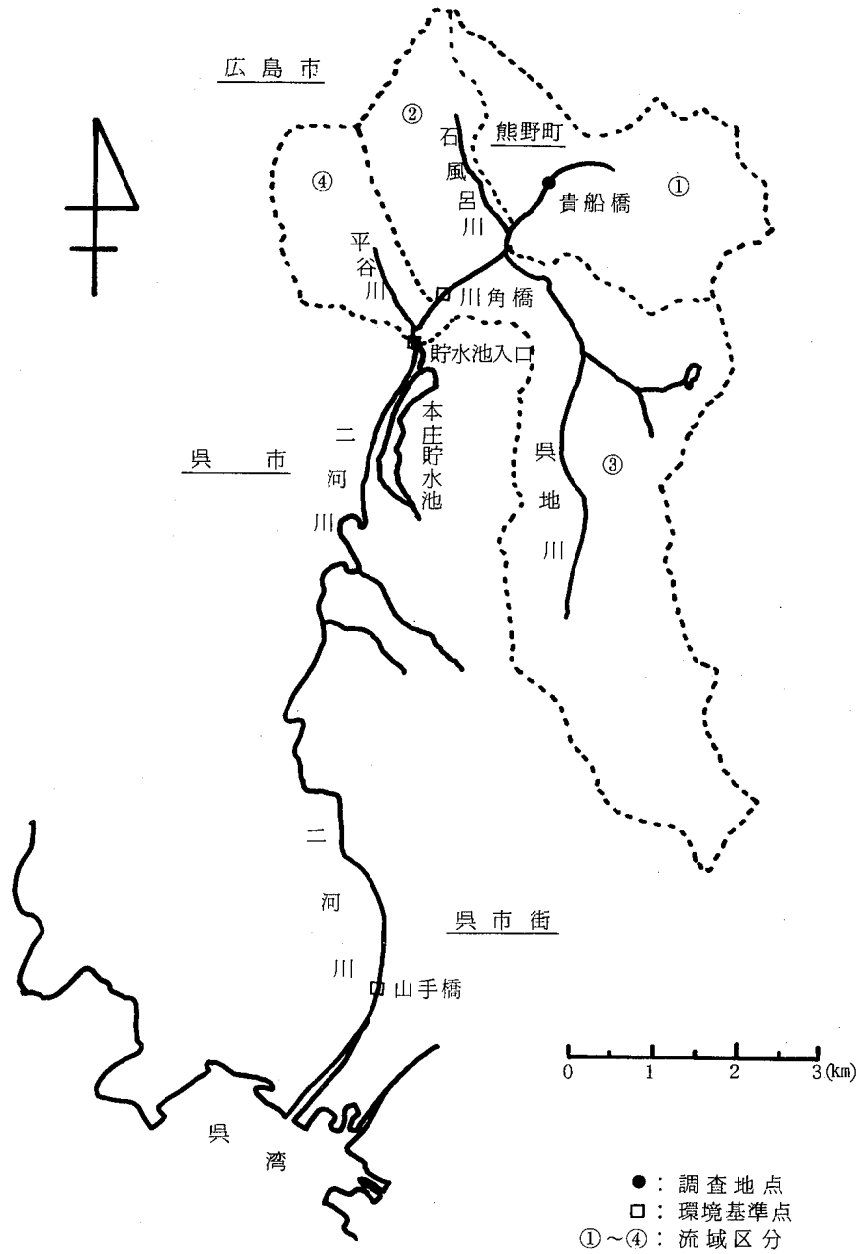 広島市
②
石風呂川
熊野町
④
①
貴船橋
平谷川
川角橋
貯水池入口
本庄貯水池
二河川
呉市
呉地川
③
二河川
呉市街
山手橋
0 1 2 3(km)
呉湾
●：調査地点
□：環境基準点
①～④：流域区分